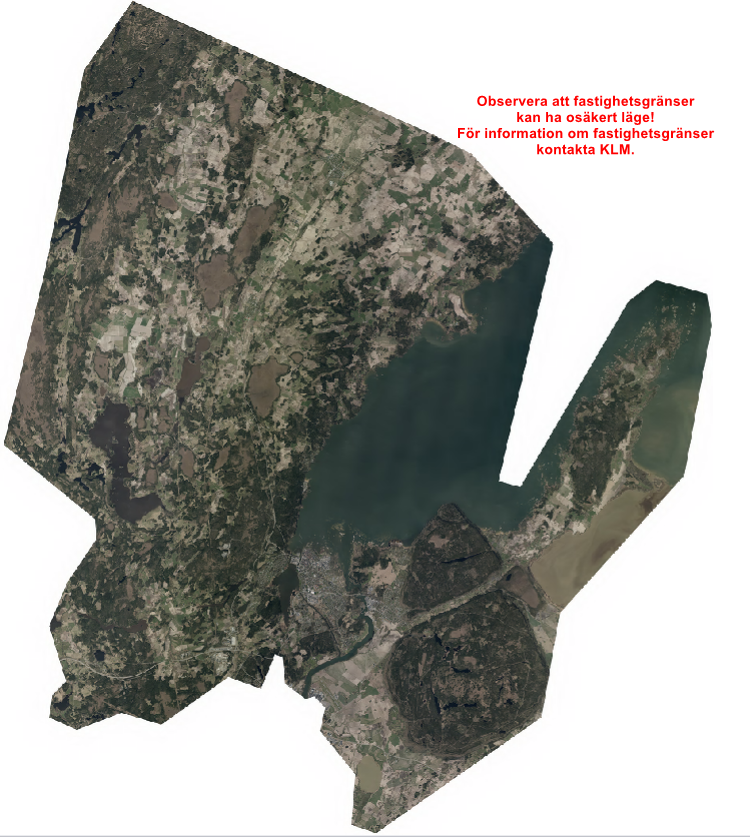 Observera att fastighetsgränser
kan ha osäkert läge!
För information om fastighetsgränser
kontakta KLM.